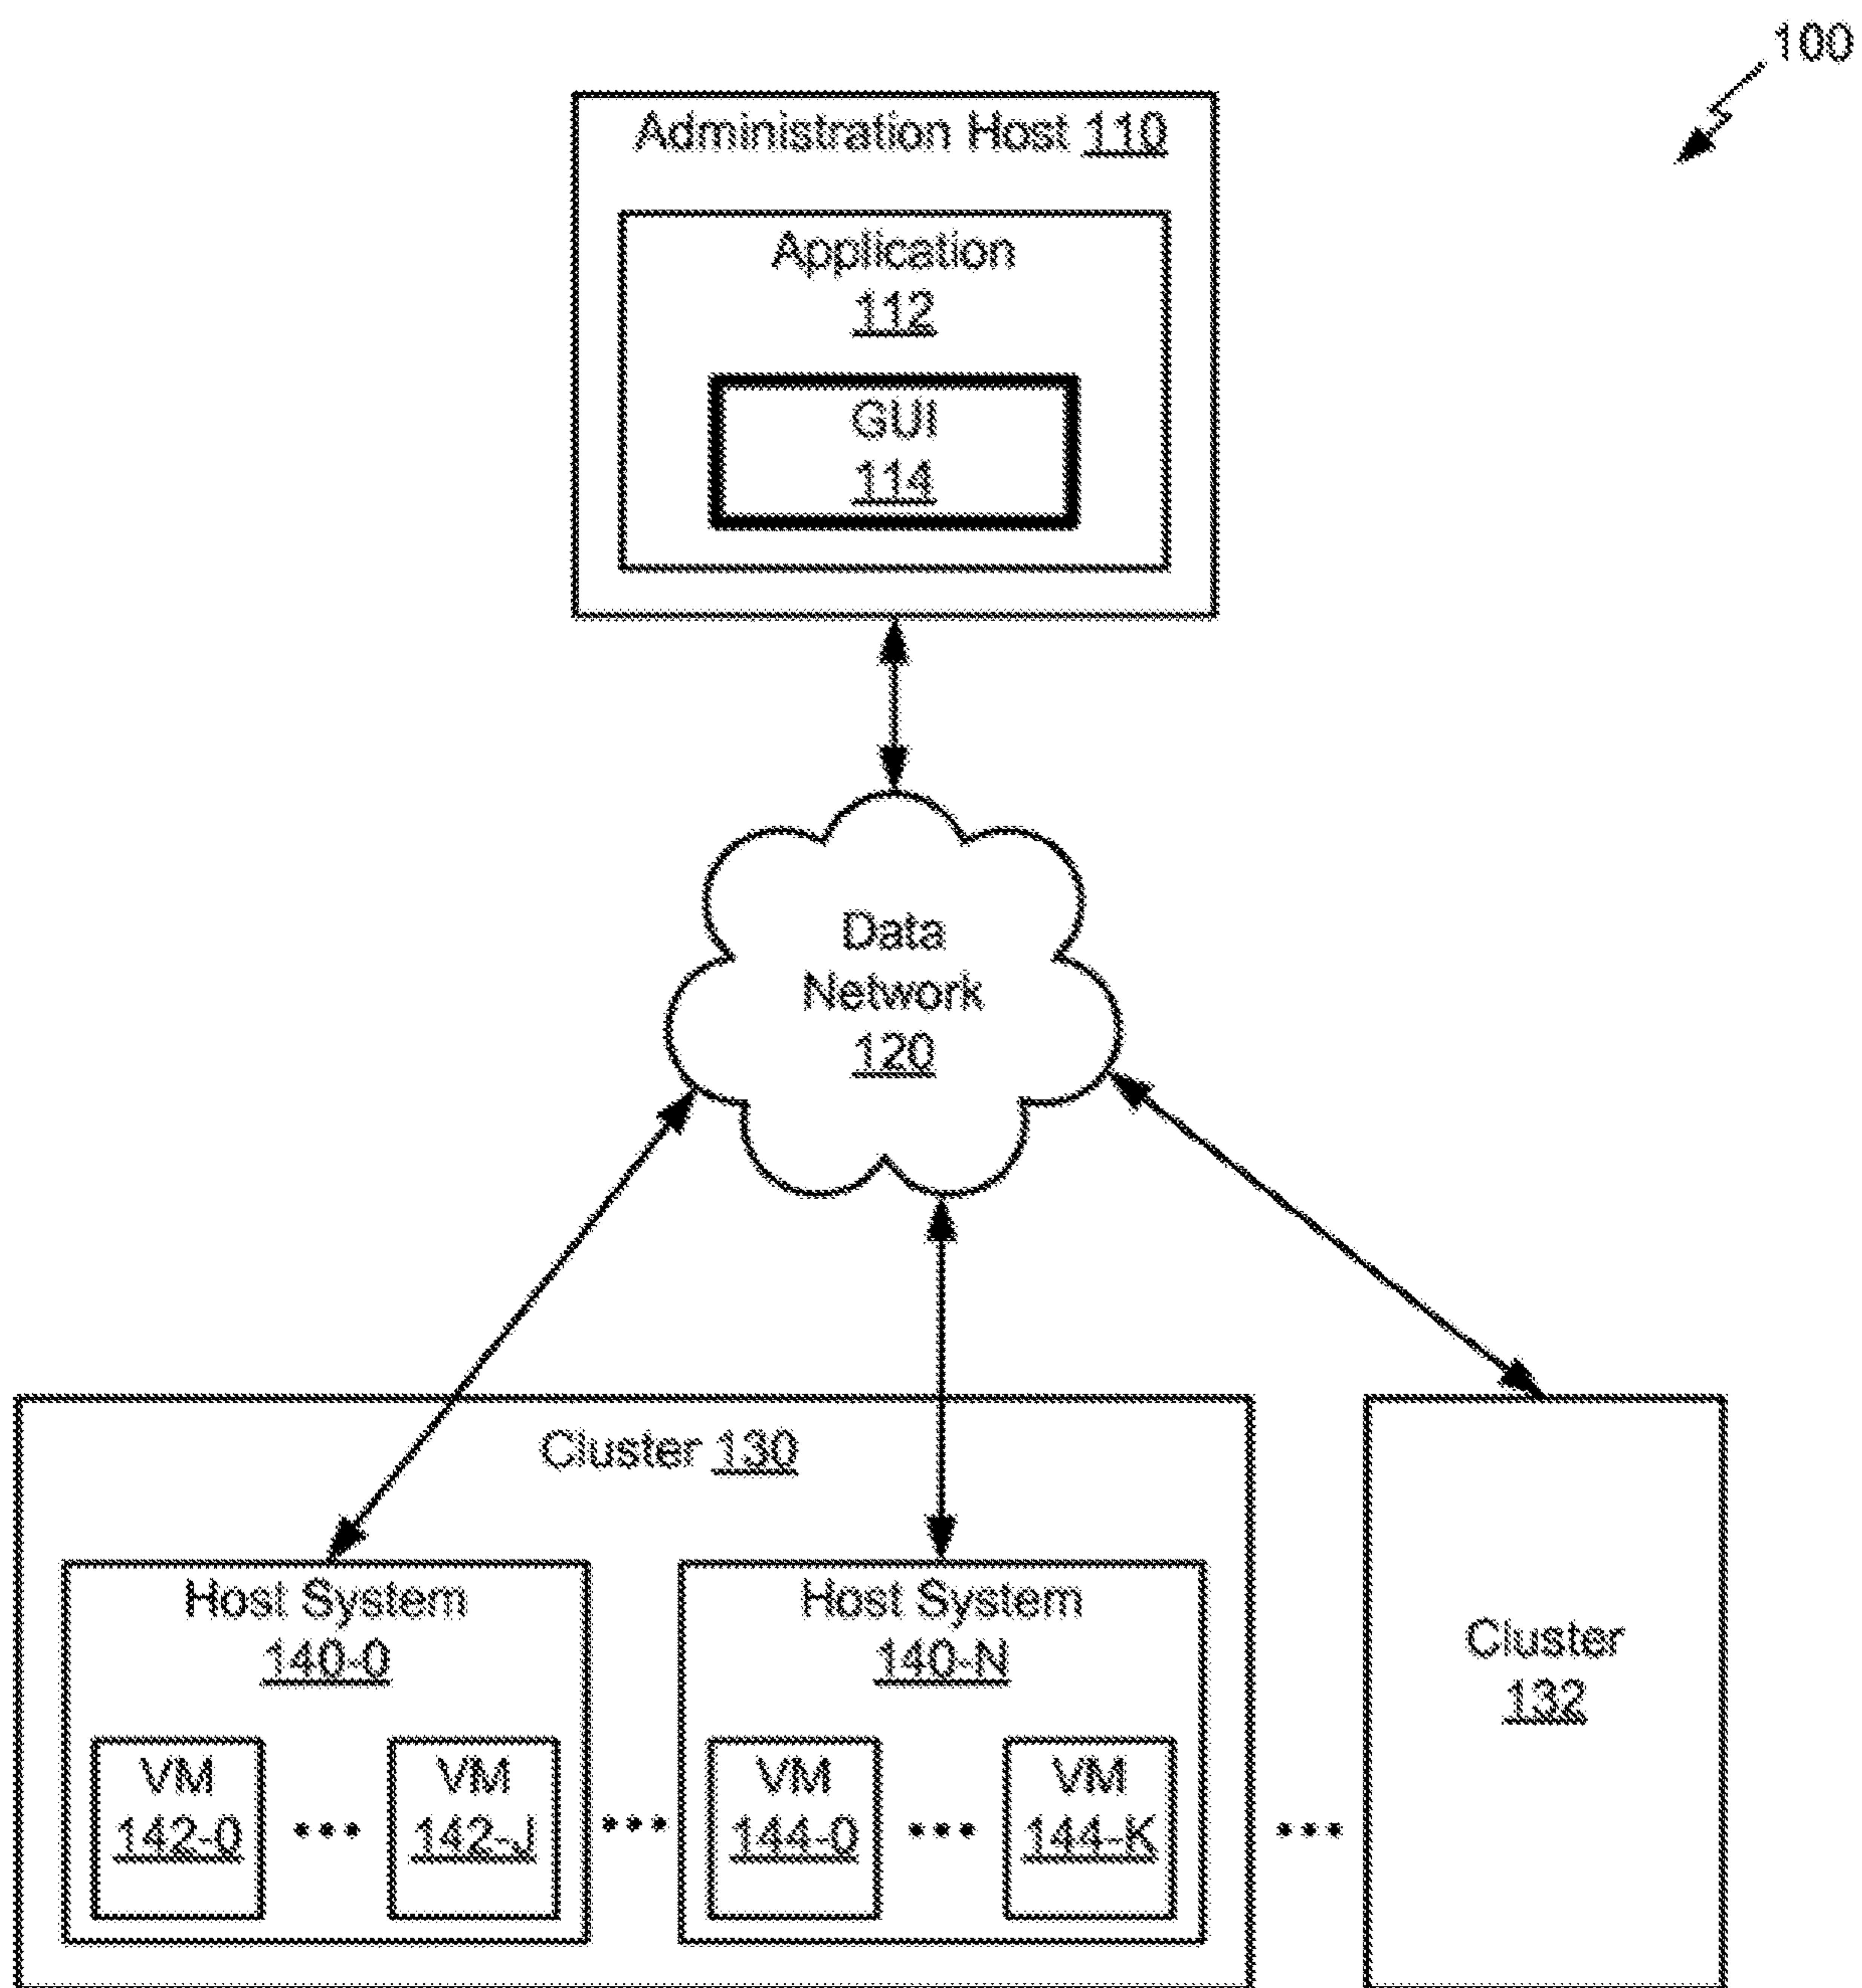 100
Administration Host 110
Application
112
GUI
114
Data
Network
120
Cluster 130
Host System
140-0
VM
142-0
VM
142-J
Host System
140-N
VM
144-0
VM
144-K
Cluster
132